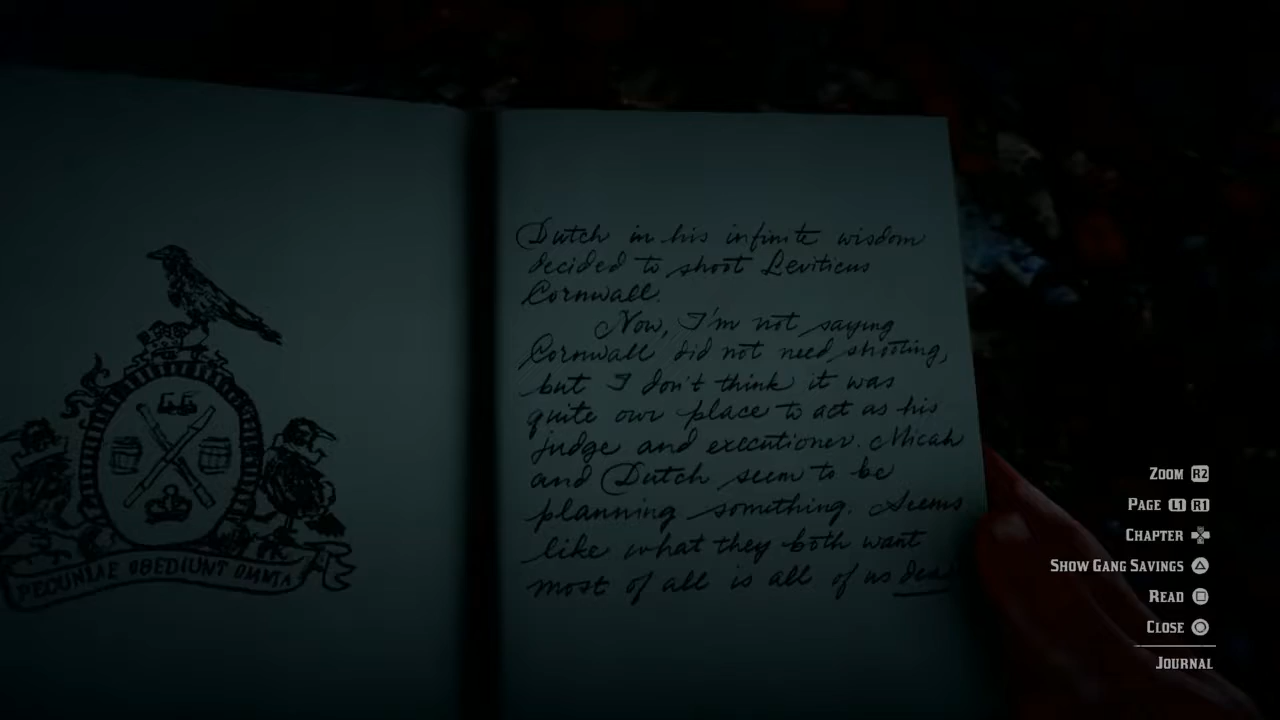 PECUNIAE OBEDIUNT OMNIA
Dutch in his infinite wisdom
decided to shoot Leviticus
Cornwall.
Now, I'm not saying
Cornwall did not need shooting,
but I don't think it was
quite our place to act as his
judge and executioner. Micah
and Dutch seem to be
planning something. Seems
like what they both want
most of all is all of us dead
ZOOM R2
PAGE L1 R1
CHAPTER
SHOW GANG SAVINGS
READ
CLOSE
JOURNAL